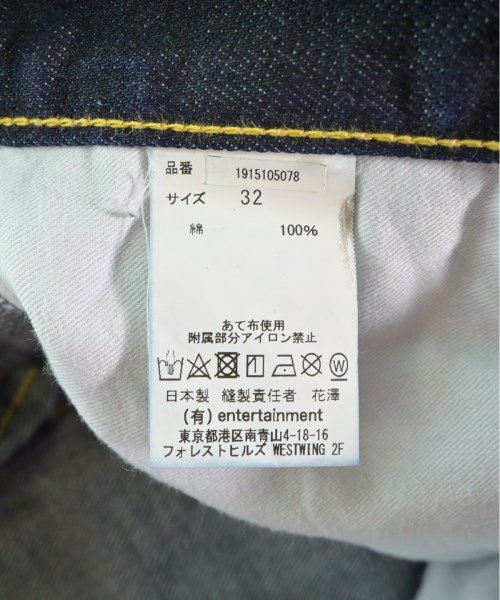 品番 1915105078
サイズ 32
綿 100%
あて布使用
附属部分アイロン禁止
W
日本製 縫製責任者 花澤
(有) entertainment
東京都港区南青山4-18-16
フォレストヒルズ WESTWING 2F